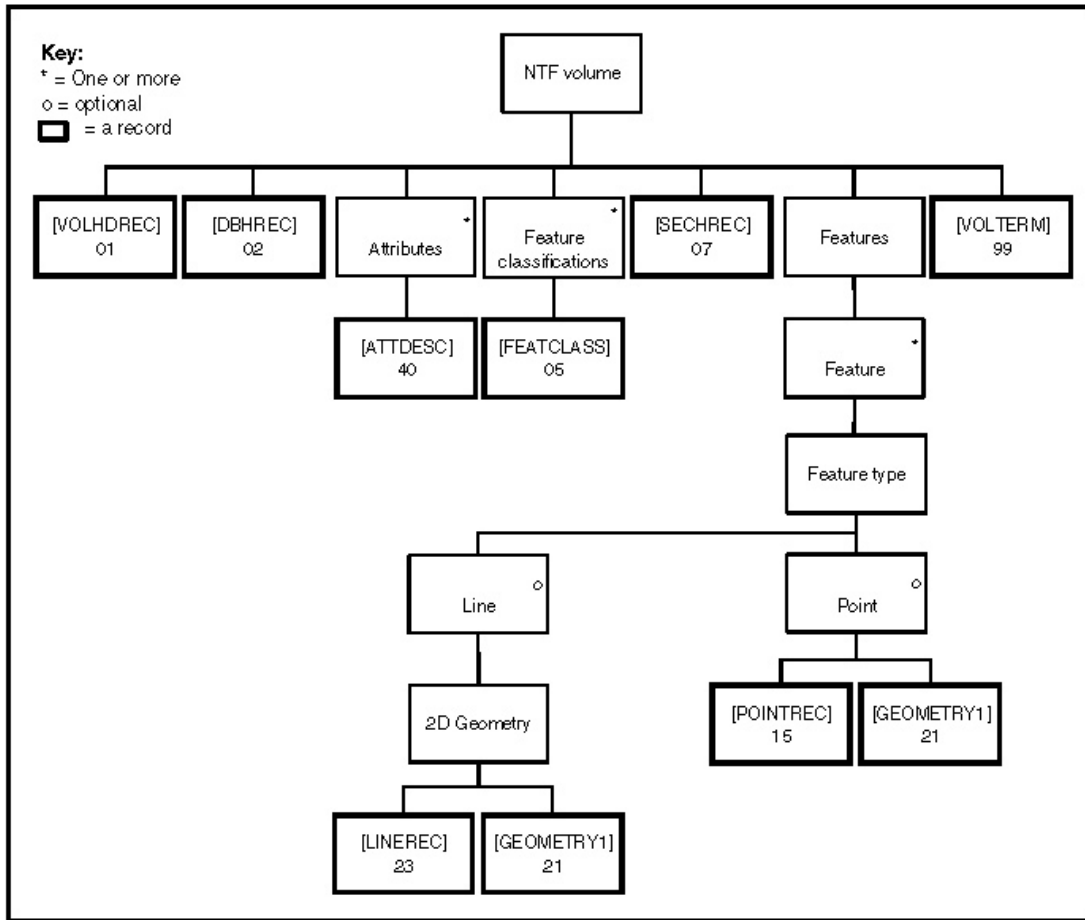 Key:
* = One or more
o = optional
= a record
NTF volume
[VOLHDREC]
01
[DBHREC]
02
*
Attributes
*
Feature
classifications
[SECHREC]
07
Features
[VOLTERM]
99
[ATTDESC]
40
[FEATCLASS]
05
*
Feature
Feature type
o
Line
o
Point
2D Geometry
[POINTREC]
15
[GEOMETRY1]
21
[LINEREC]
23
[GEOMETRY1]
21